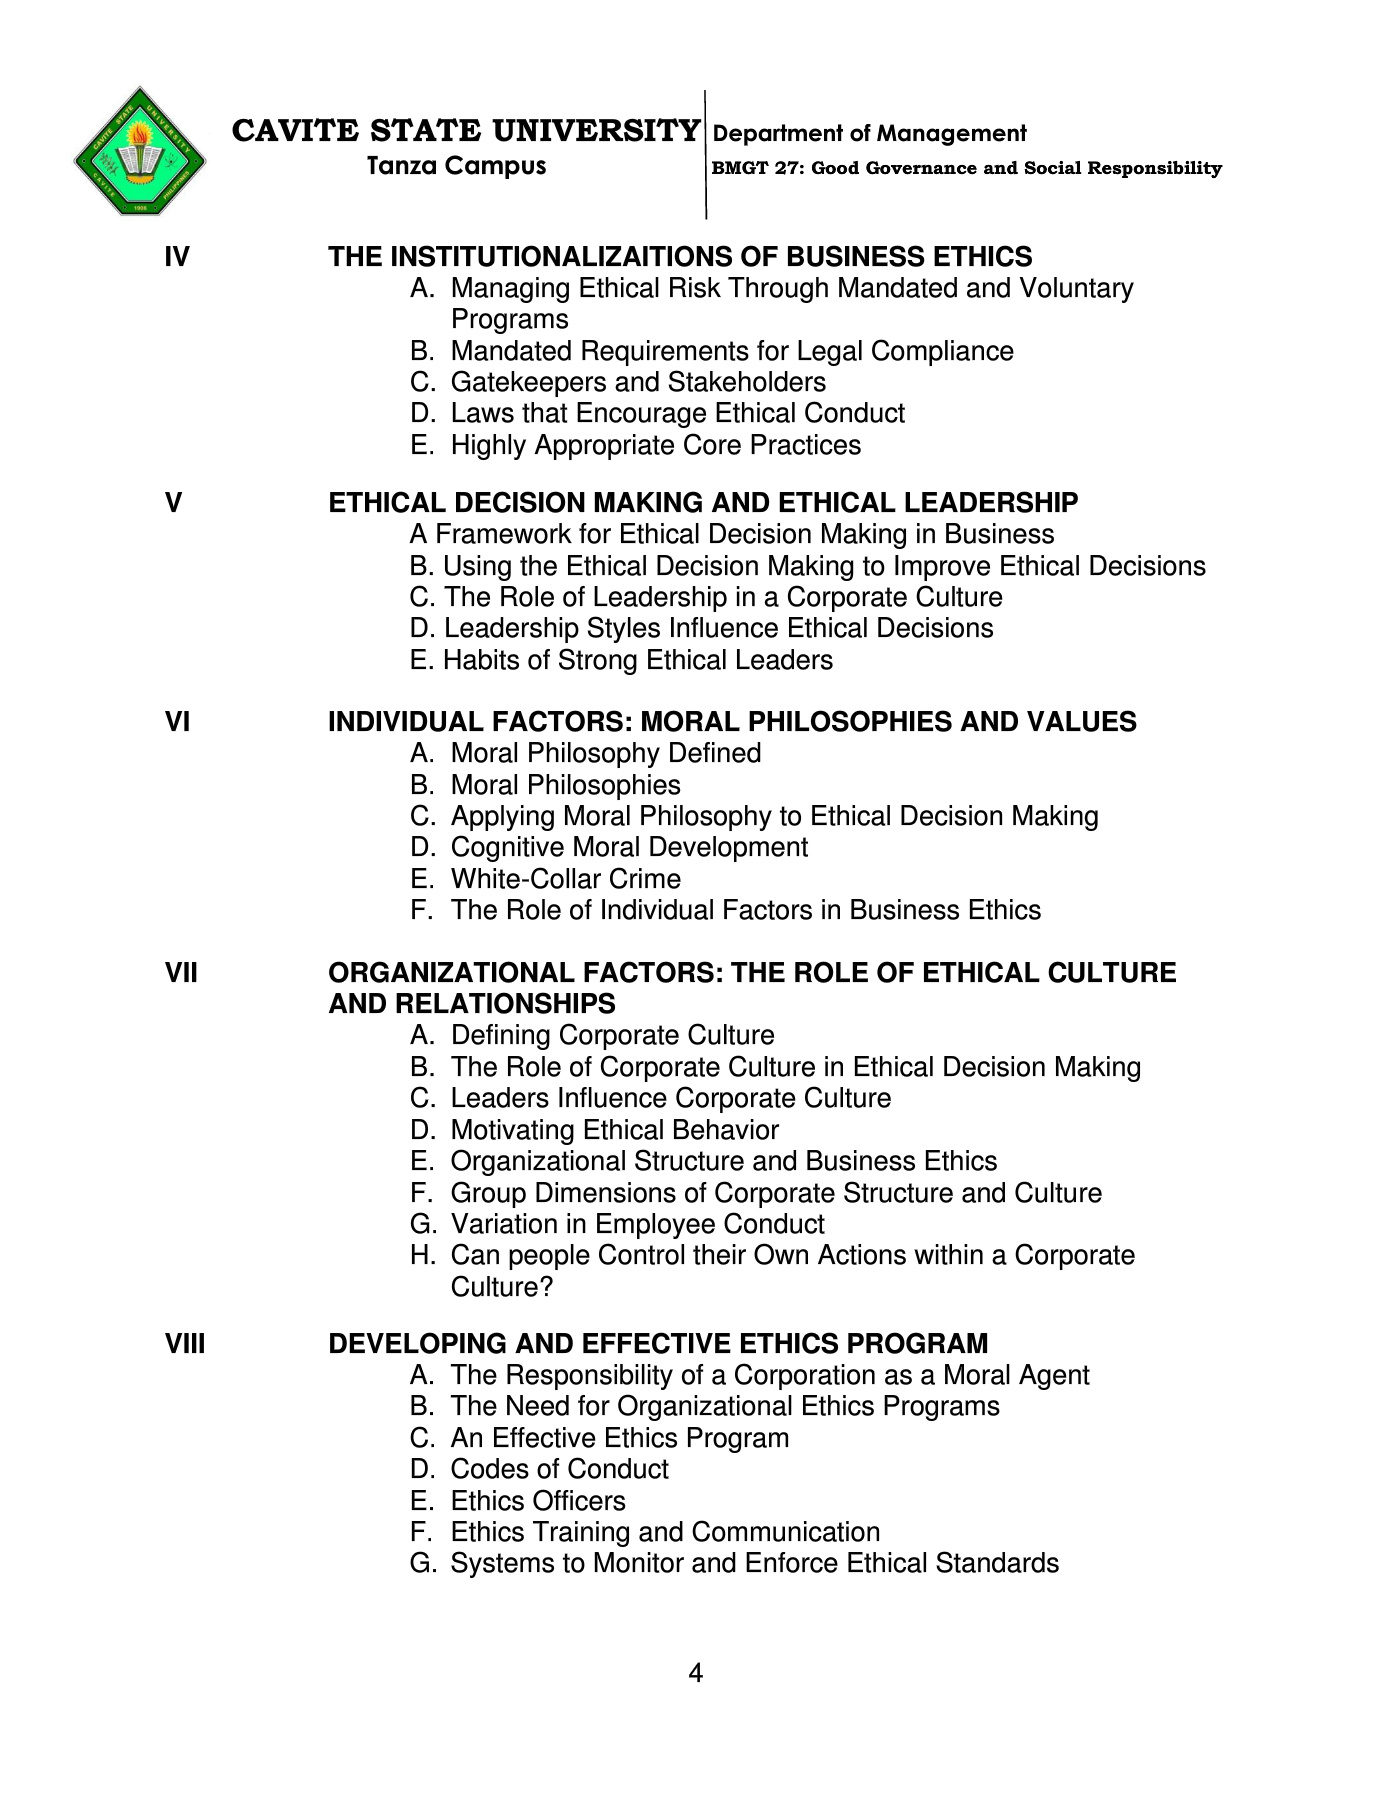 CAVITE STATE UNIVERSITY
Tanza Campus
Department of Management
BMGT 27: Good Governance and Social Responsibility
CAVITE STATE UNIVERSITY
CAVITE
PHILIPPINES
1906
IV THE INSTITUTIONALIZAITIONS OF BUSINESS ETHICS
A. Managing Ethical Risk Through Mandated and Voluntary
Programs
B. Mandated Requirements for Legal Compliance
C. Gatekeepers and Stakeholders
D. Laws that Encourage Ethical Conduct
E. Highly Appropriate Core Practices
V ETHICAL DECISION MAKING AND ETHICAL LEADERSHIP
A Framework for Ethical Decision Making in Business
B. Using the Ethical Decision Making to Improve Ethical Decisions
C. The Role of Leadership in a Corporate Culture
D. Leadership Styles Influence Ethical Decisions
E. Habits of Strong Ethical Leaders
VI INDIVIDUAL FACTORS: MORAL PHILOSOPHIES AND VALUES
A. Moral Philosophy Defined
B. Moral Philosophies
C. Applying Moral Philosophy to Ethical Decision Making
D. Cognitive Moral Development
E. White-Collar Crime
F. The Role of Individual Factors in Business Ethics
VII ORGANIZATIONAL FACTORS: THE ROLE OF ETHICAL CULTURE
AND RELATIONSHIPS
A. Defining Corporate Culture
B. The Role of Corporate Culture in Ethical Decision Making
C. Leaders Influence Corporate Culture
D. Motivating Ethical Behavior
E. Organizational Structure and Business Ethics
F. Group Dimensions of Corporate Structure and Culture
G. Variation in Employee Conduct
H. Can people Control their Own Actions within a Corporate
Culture?
VIII DEVELOPING AND EFFECTIVE ETHICS PROGRAM
A. The Responsibility of a Corporation as a Moral Agent
B. The Need for Organizational Ethics Programs
C. An Effective Ethics Program
D. Codes of Conduct
E. Ethics Officers
F. Ethics Training and Communication
G. Systems to Monitor and Enforce Ethical Standards
4